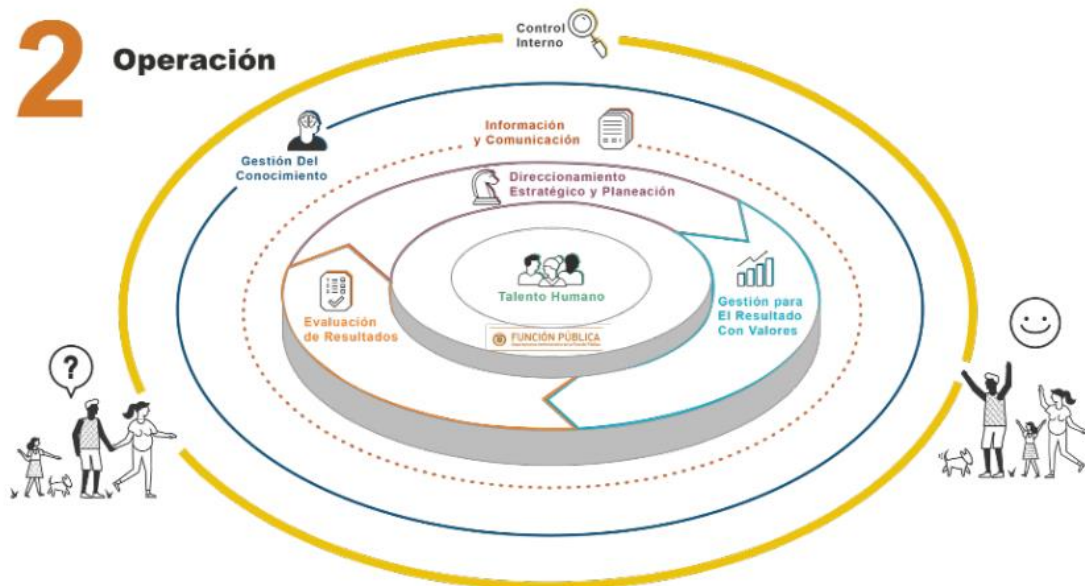 2 Operación
Control
Interno
Información
y Comunicación
Gestión Del
Conocimiento
Direccionamiento
Estratégico y Planeación
Talento Humano
Gestión para
El Resultado
Con Valores
Evaluación
de Resultados
FUNCIÓN PÚBLICA
?